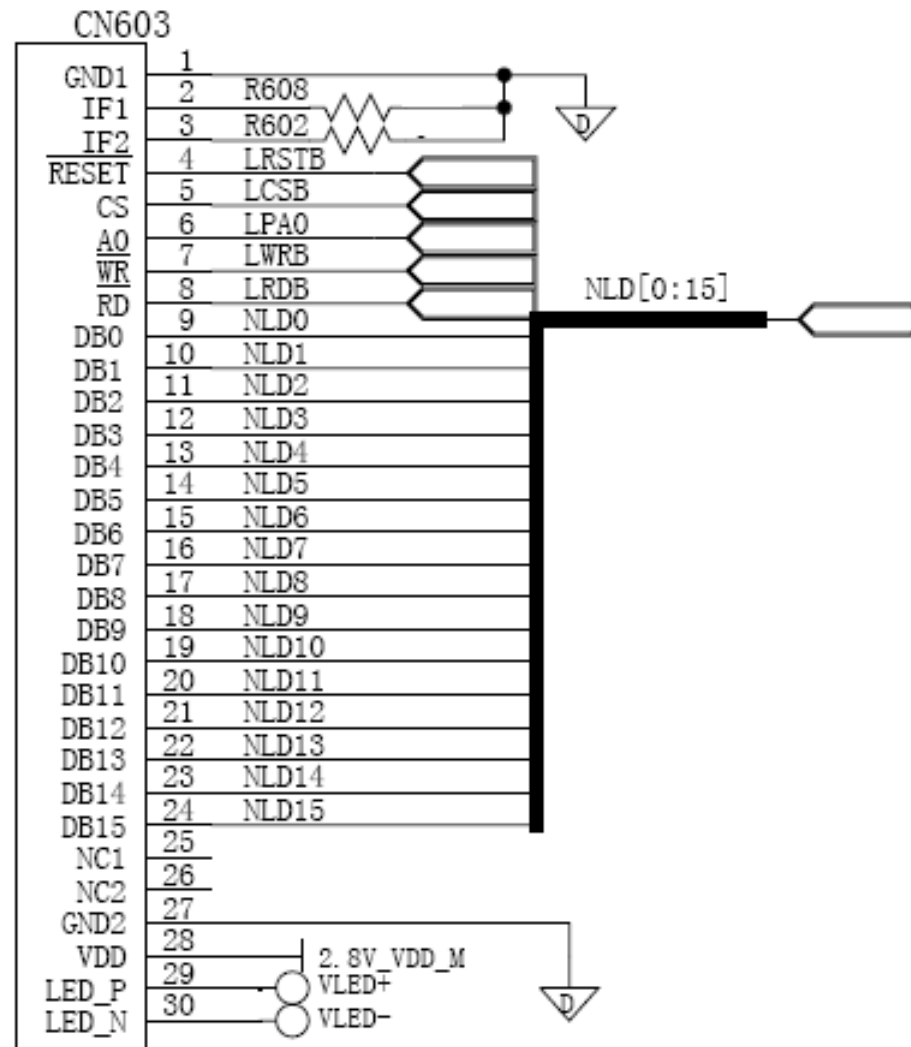 CN603
GND1 1
IF1 2 R608
IF2 3 R602
D
RESET 4 LRSTB
CS 5 LCSB
A0 6 LPA0
WR 7 LWRB
RD 8 LRDB
NLD[0:15]
DB0 9 NLD0
DB1 10 NLD1
DB2 11 NLD2
DB3 12 NLD3
DB4 13 NLD4
DB5 14 NLD5
DB6 15 NLD6
DB7 16 NLD7
DB8 17 NLD8
DB9 18 NLD9
DB10 19 NLD10
DB11 20 NLD11
DB12 21 NLD12
DB13 22 NLD13
DB14 23 NLD14
DB15 24 NLD15
NC1 25
NC2 26
GND2 27
VDD 28 2.8V_VDD_M
LED_P 29 VLED+
LED_N 30 VLED-
D